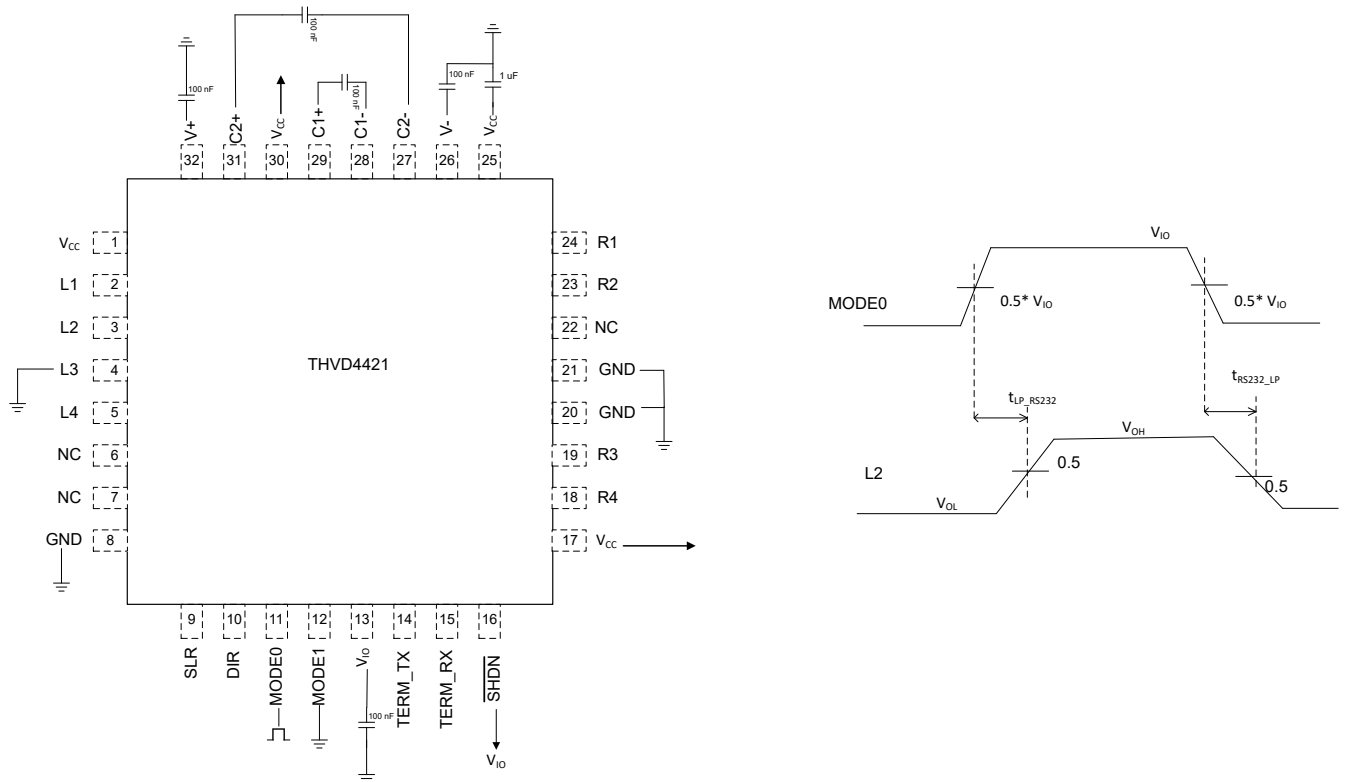 100 nF
100 nF
100 nF
100 nF
1 uF
V+
C2+
VCC
C1+
C1-
C2-
V-
VCC
32
31
30
29
28
27
26
25
VCC 1
L1 2
L2 3
L3 4
L4 5
NC 6
NC 7
GND 8
THVD4421
24 R1
23 R2
22 NC
21 GND
20 GND
19 R3
18 R4
17 VCC
9
10
11
12
13
14
15
16
SLR
DIR
MODE0
MODE1
VIO
TERM_TX
TERM_RX
SHDN
100 nF
VIO
VIO
MODE0
0.5* VIO
0.5* VIO
tRS232_LP
tLP_RS232
VOH
L2
0.5
0.5
VOL